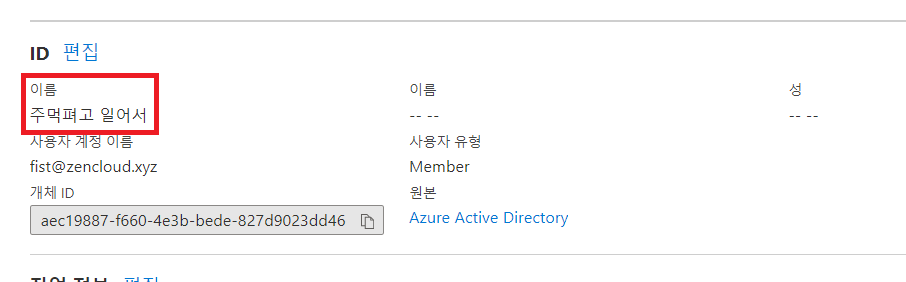 ID 편집
이름 이름 성
주먹펴고 일어서 -- -- -- --
사용자 계정 이름 사용자 유형
fist@zencloud.xyz Member
개체 ID 원본
aec19887-f660-4e3b-bede-827d9023dd46 Azure Active Directory
편집